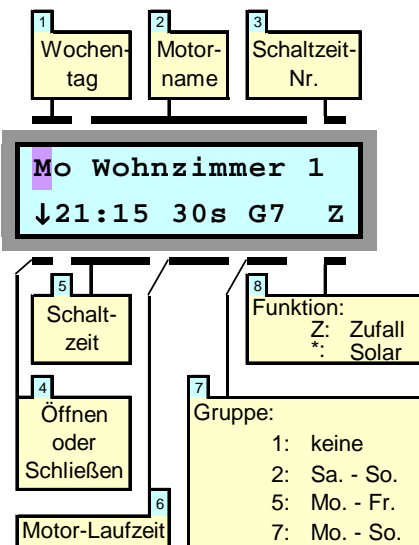 1
Wochen-
tag
2
Motor-
name
3
Schaltzeit-
Nr.
Mo Wohnzimmer 1
↓21:15 30s G7 Z
5
Schalt-
zeit
8
Funktion:
Z: Zufall
*: Solar
4
Öffnen
oder
Schließen
7
Gruppe:
1: keine
2: Sa. - So.
5: Mo. - Fr.
7: Mo. - So.
6
Motor-Laufzeit